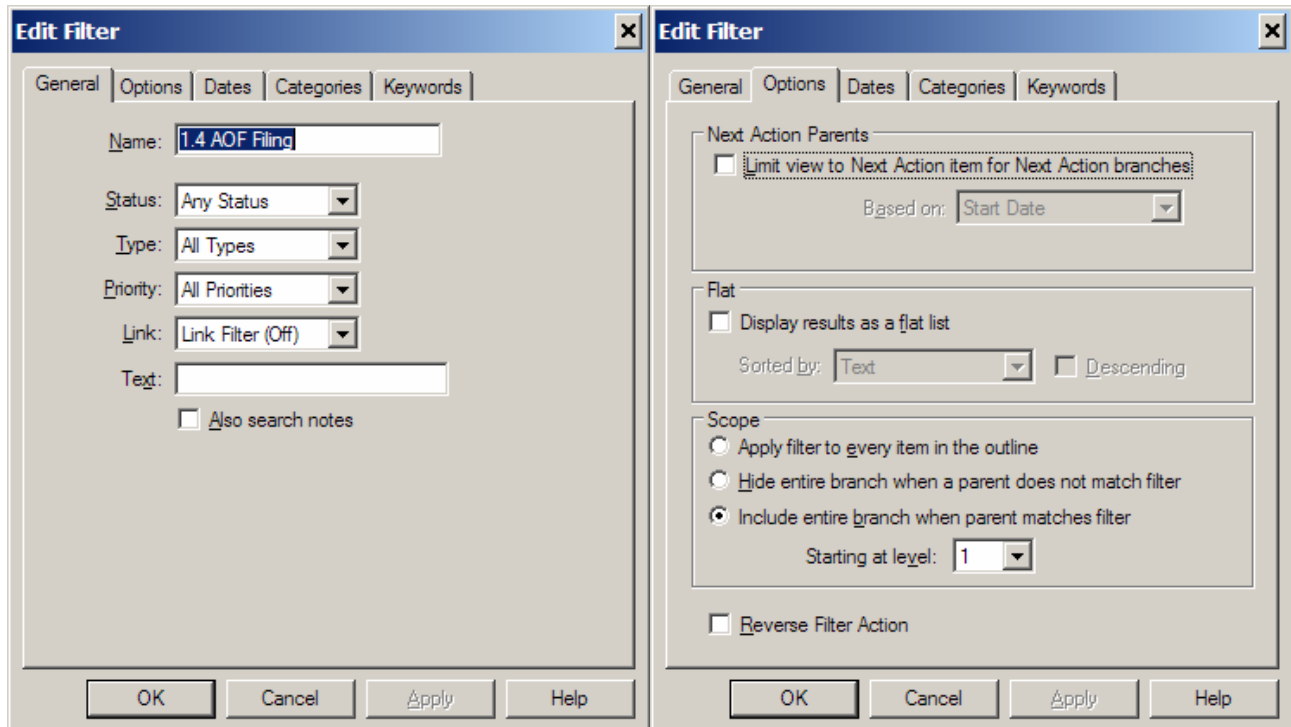 Edit Filter
General Options Dates Categories Keywords
Name: 1.4 AOF Filing
Status: Any Status
Type: All Types
Priority: All Priorities
Link: Link Filter (Off)
Text:
Also search notes
OK Cancel Apply Help
Edit Filter
General Options Dates Categories Keywords
Next Action Parents
Limit view to Next Action item for Next Action branches
Based on: Start Date
Flat
Display results as a flat list
Sorted by: Text Descending
Scope
Apply filter to every item in the outline
Hide entire branch when a parent does not match filter
Include entire branch when parent matches filter
Starting at level: 1
Reverse Filter Action
OK Cancel Apply Help